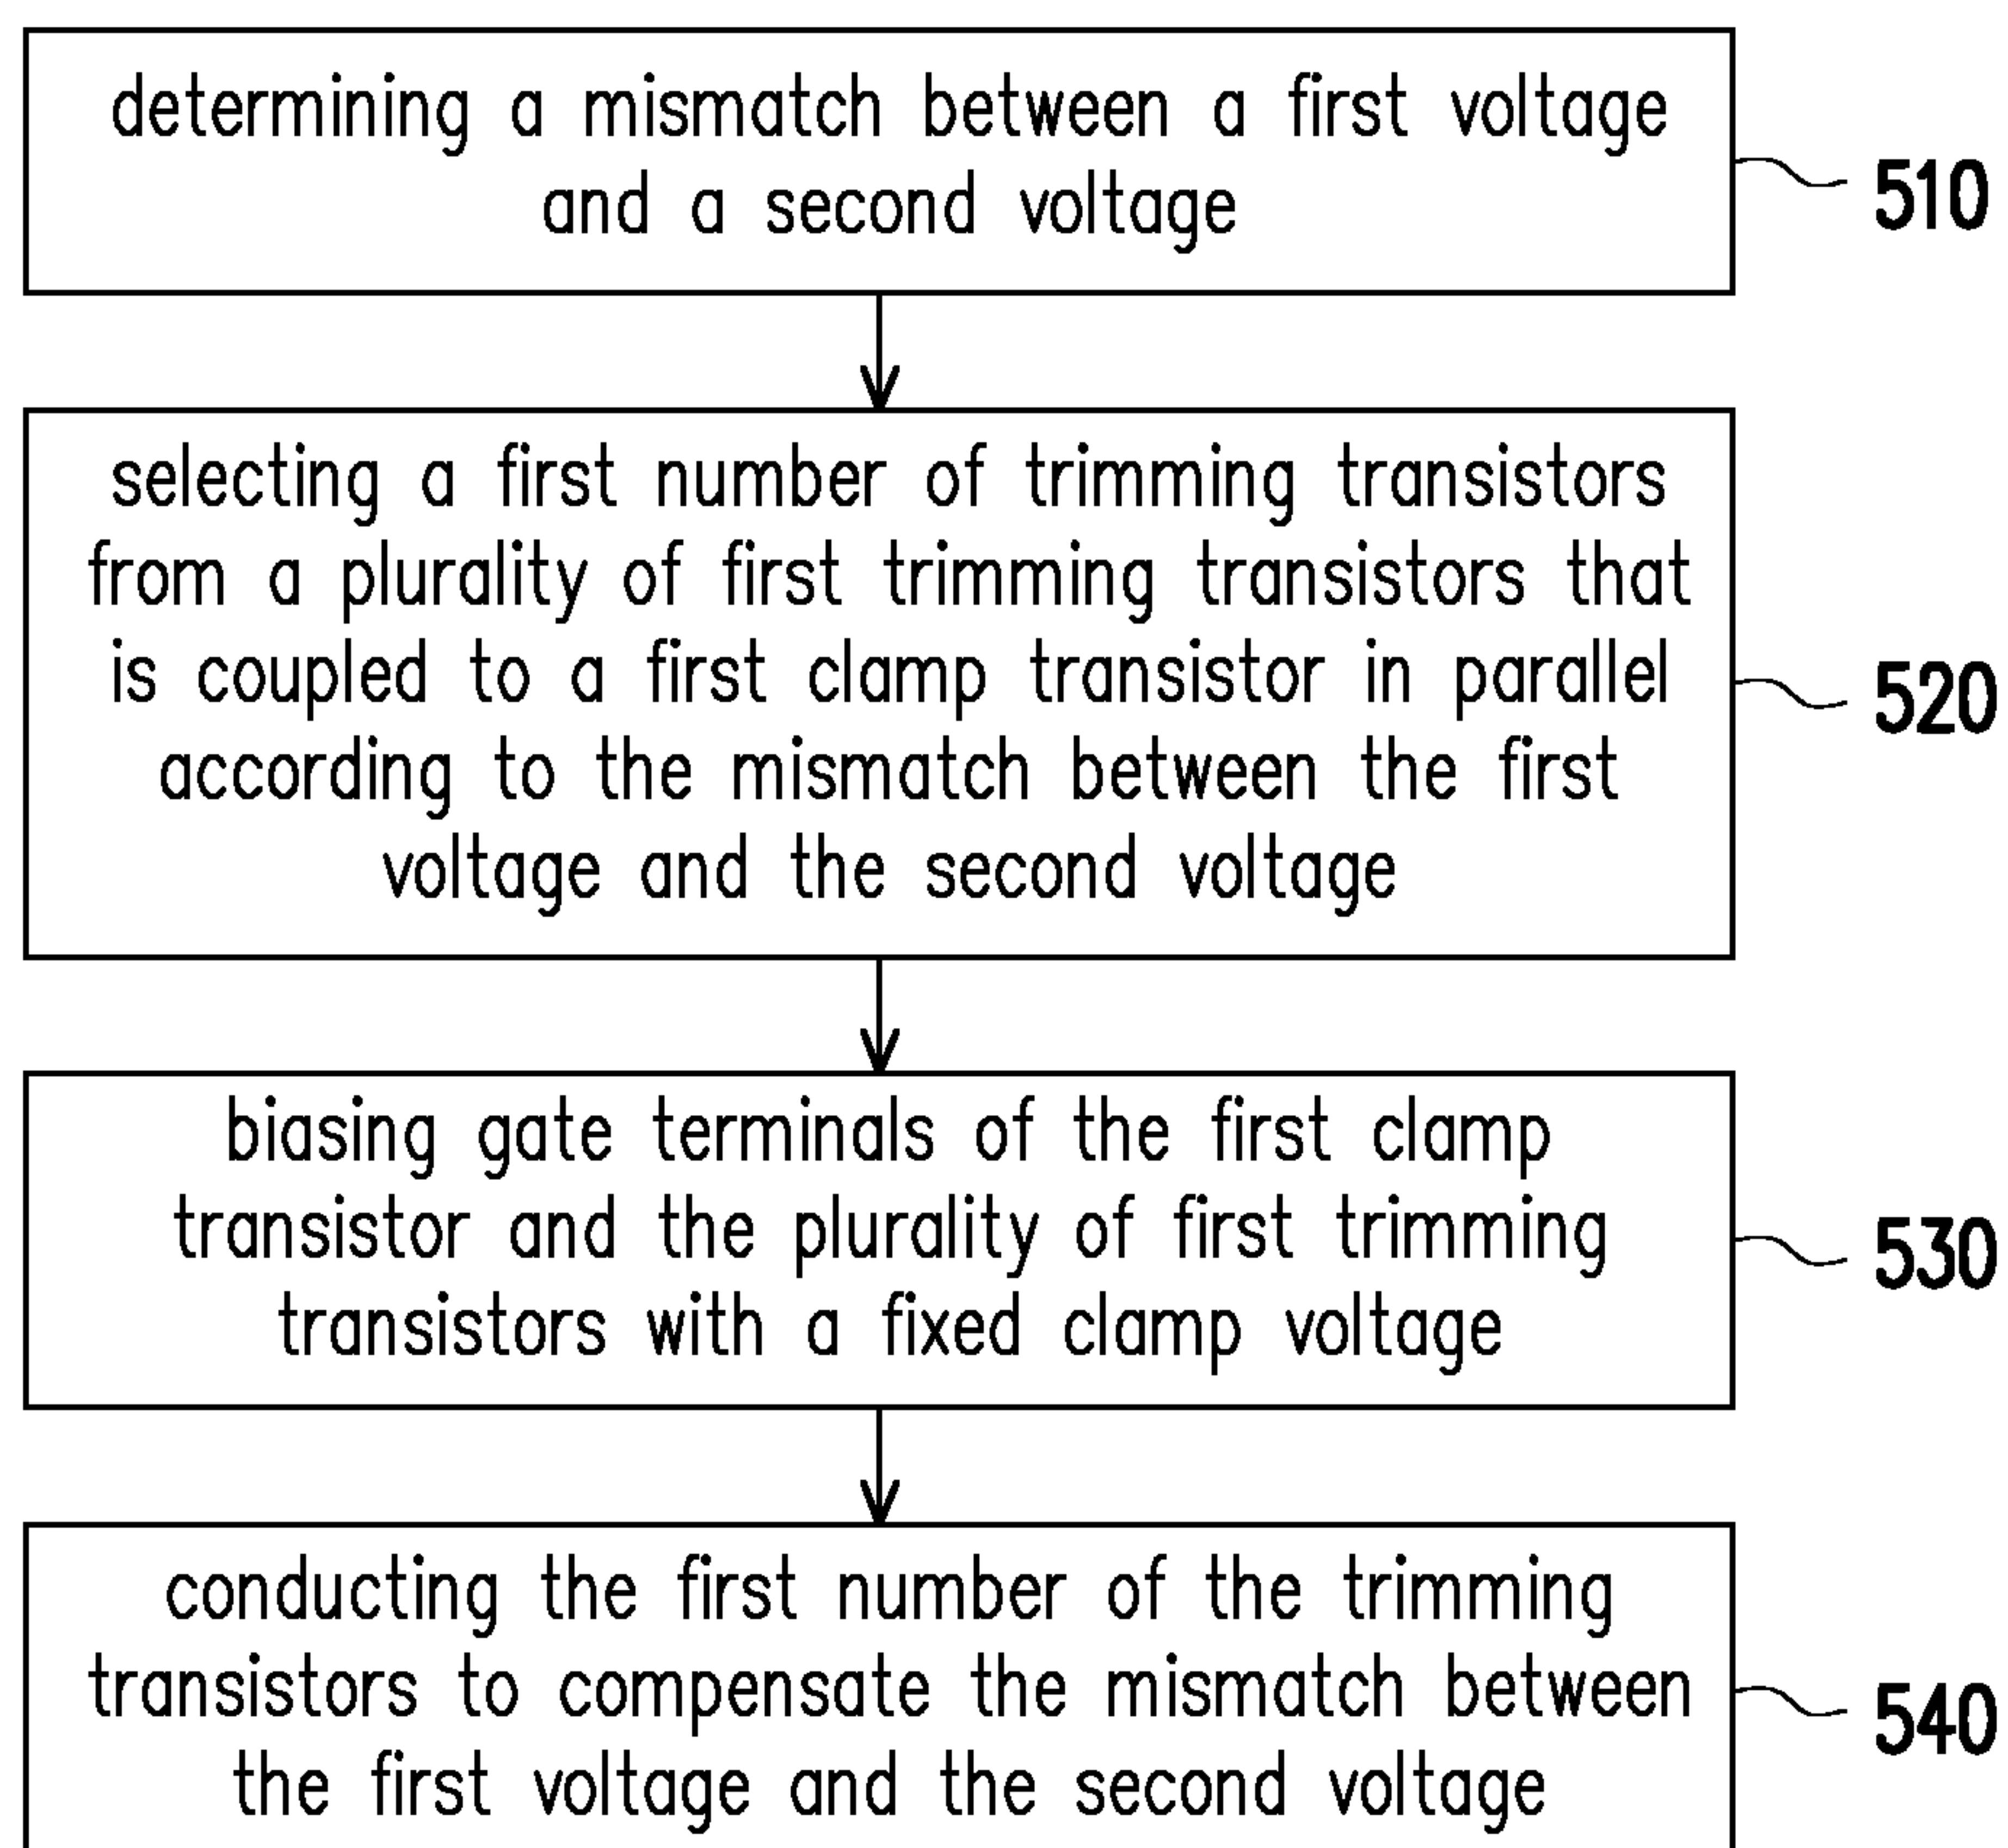 determining a mismatch between a first voltage
and a second voltage
510
selecting a first number of trimming transistors
from a plurality of first trimming transistors that
is coupled to a first clamp transistor in parallel
according to the mismatch between the first
voltage and the second voltage
520
biasing gate terminals of the first clamp
transistor and the plurality of first trimming
transistors with a fixed clamp voltage
530
conducting the first number of the trimming
transistors to compensate the mismatch between
the first voltage and the second voltage
540